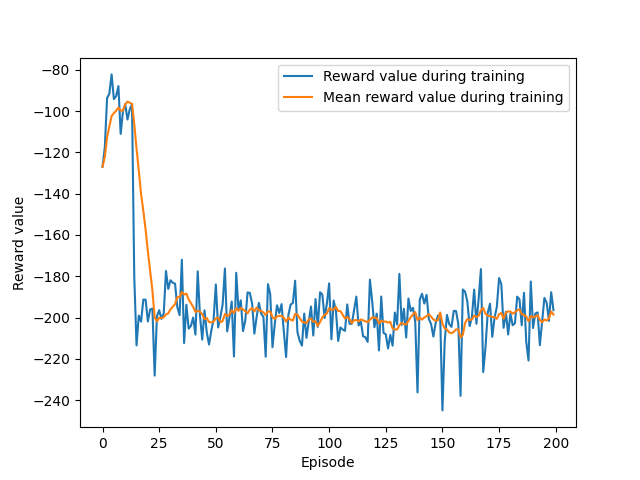 Reward value during training
Mean reward value during training
Reward value
−80
−100
−120
−140
−160
−180
−200
−220
−240
0 25 50 75 100 125 150 175 200
Episode